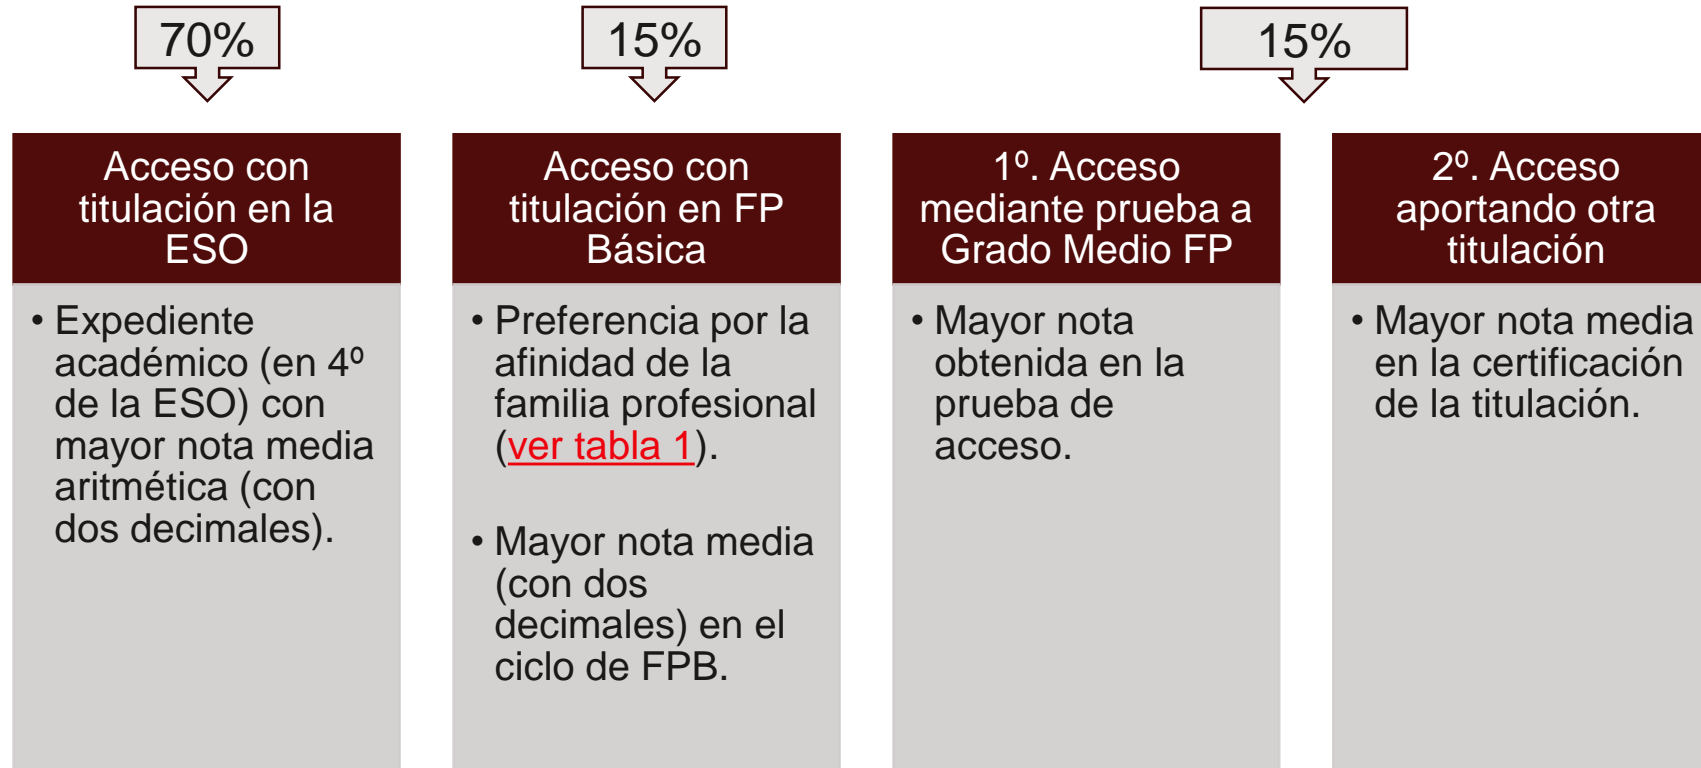 70%
15%
15%
Acceso con
titulación en la
ESO
• Expediente
académico (en 4º
de la ESO) con
mayor nota media
aritmética (con
dos decimales).
Acceso con
titulación en FP
Básica
• Preferencia por la
afinidad de la
familia profesional
(ver tabla 1).
• Mayor nota media
(con dos
decimales) en el
ciclo de FPB.
1º. Acceso
mediante prueba a
Grado Medio FP
• Mayor nota
obtenida en la
prueba de
acceso.
2º. Acceso
aportando otra
titulación
• Mayor nota media
en la certificación
de la titulación.